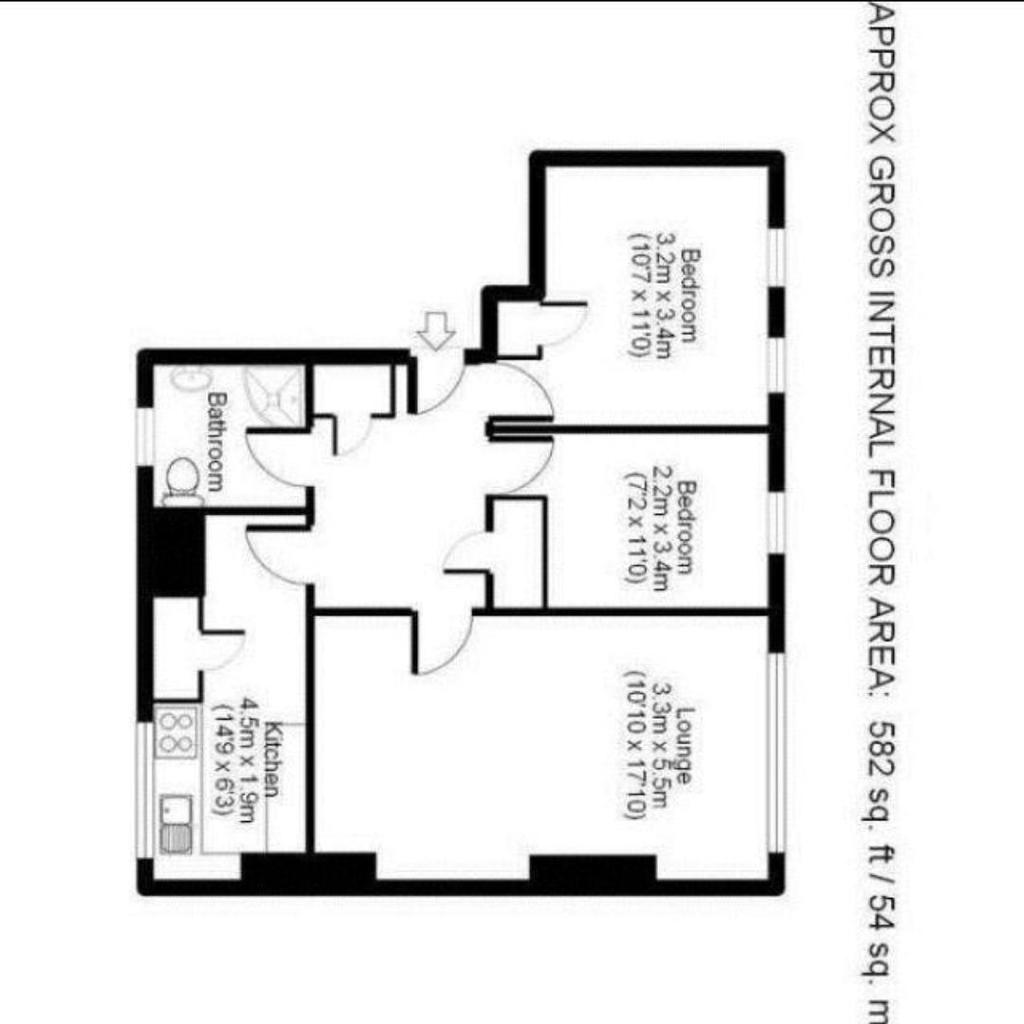 APPROX GROSS INTERNAL FLOOR AREA: 582 sq. ft / 54 sq. m
Bedroom
3.2m x 3.4m
(10'7 x 11'0)
Bedroom
2.2m x 3.4m
(7'2 x 11'0)
Bathroom
Lounge
3.3m x 5.5m
(10'10 x 17'10)
Kitchen
4.5m x 1.9m
(14'9 x 6'3)